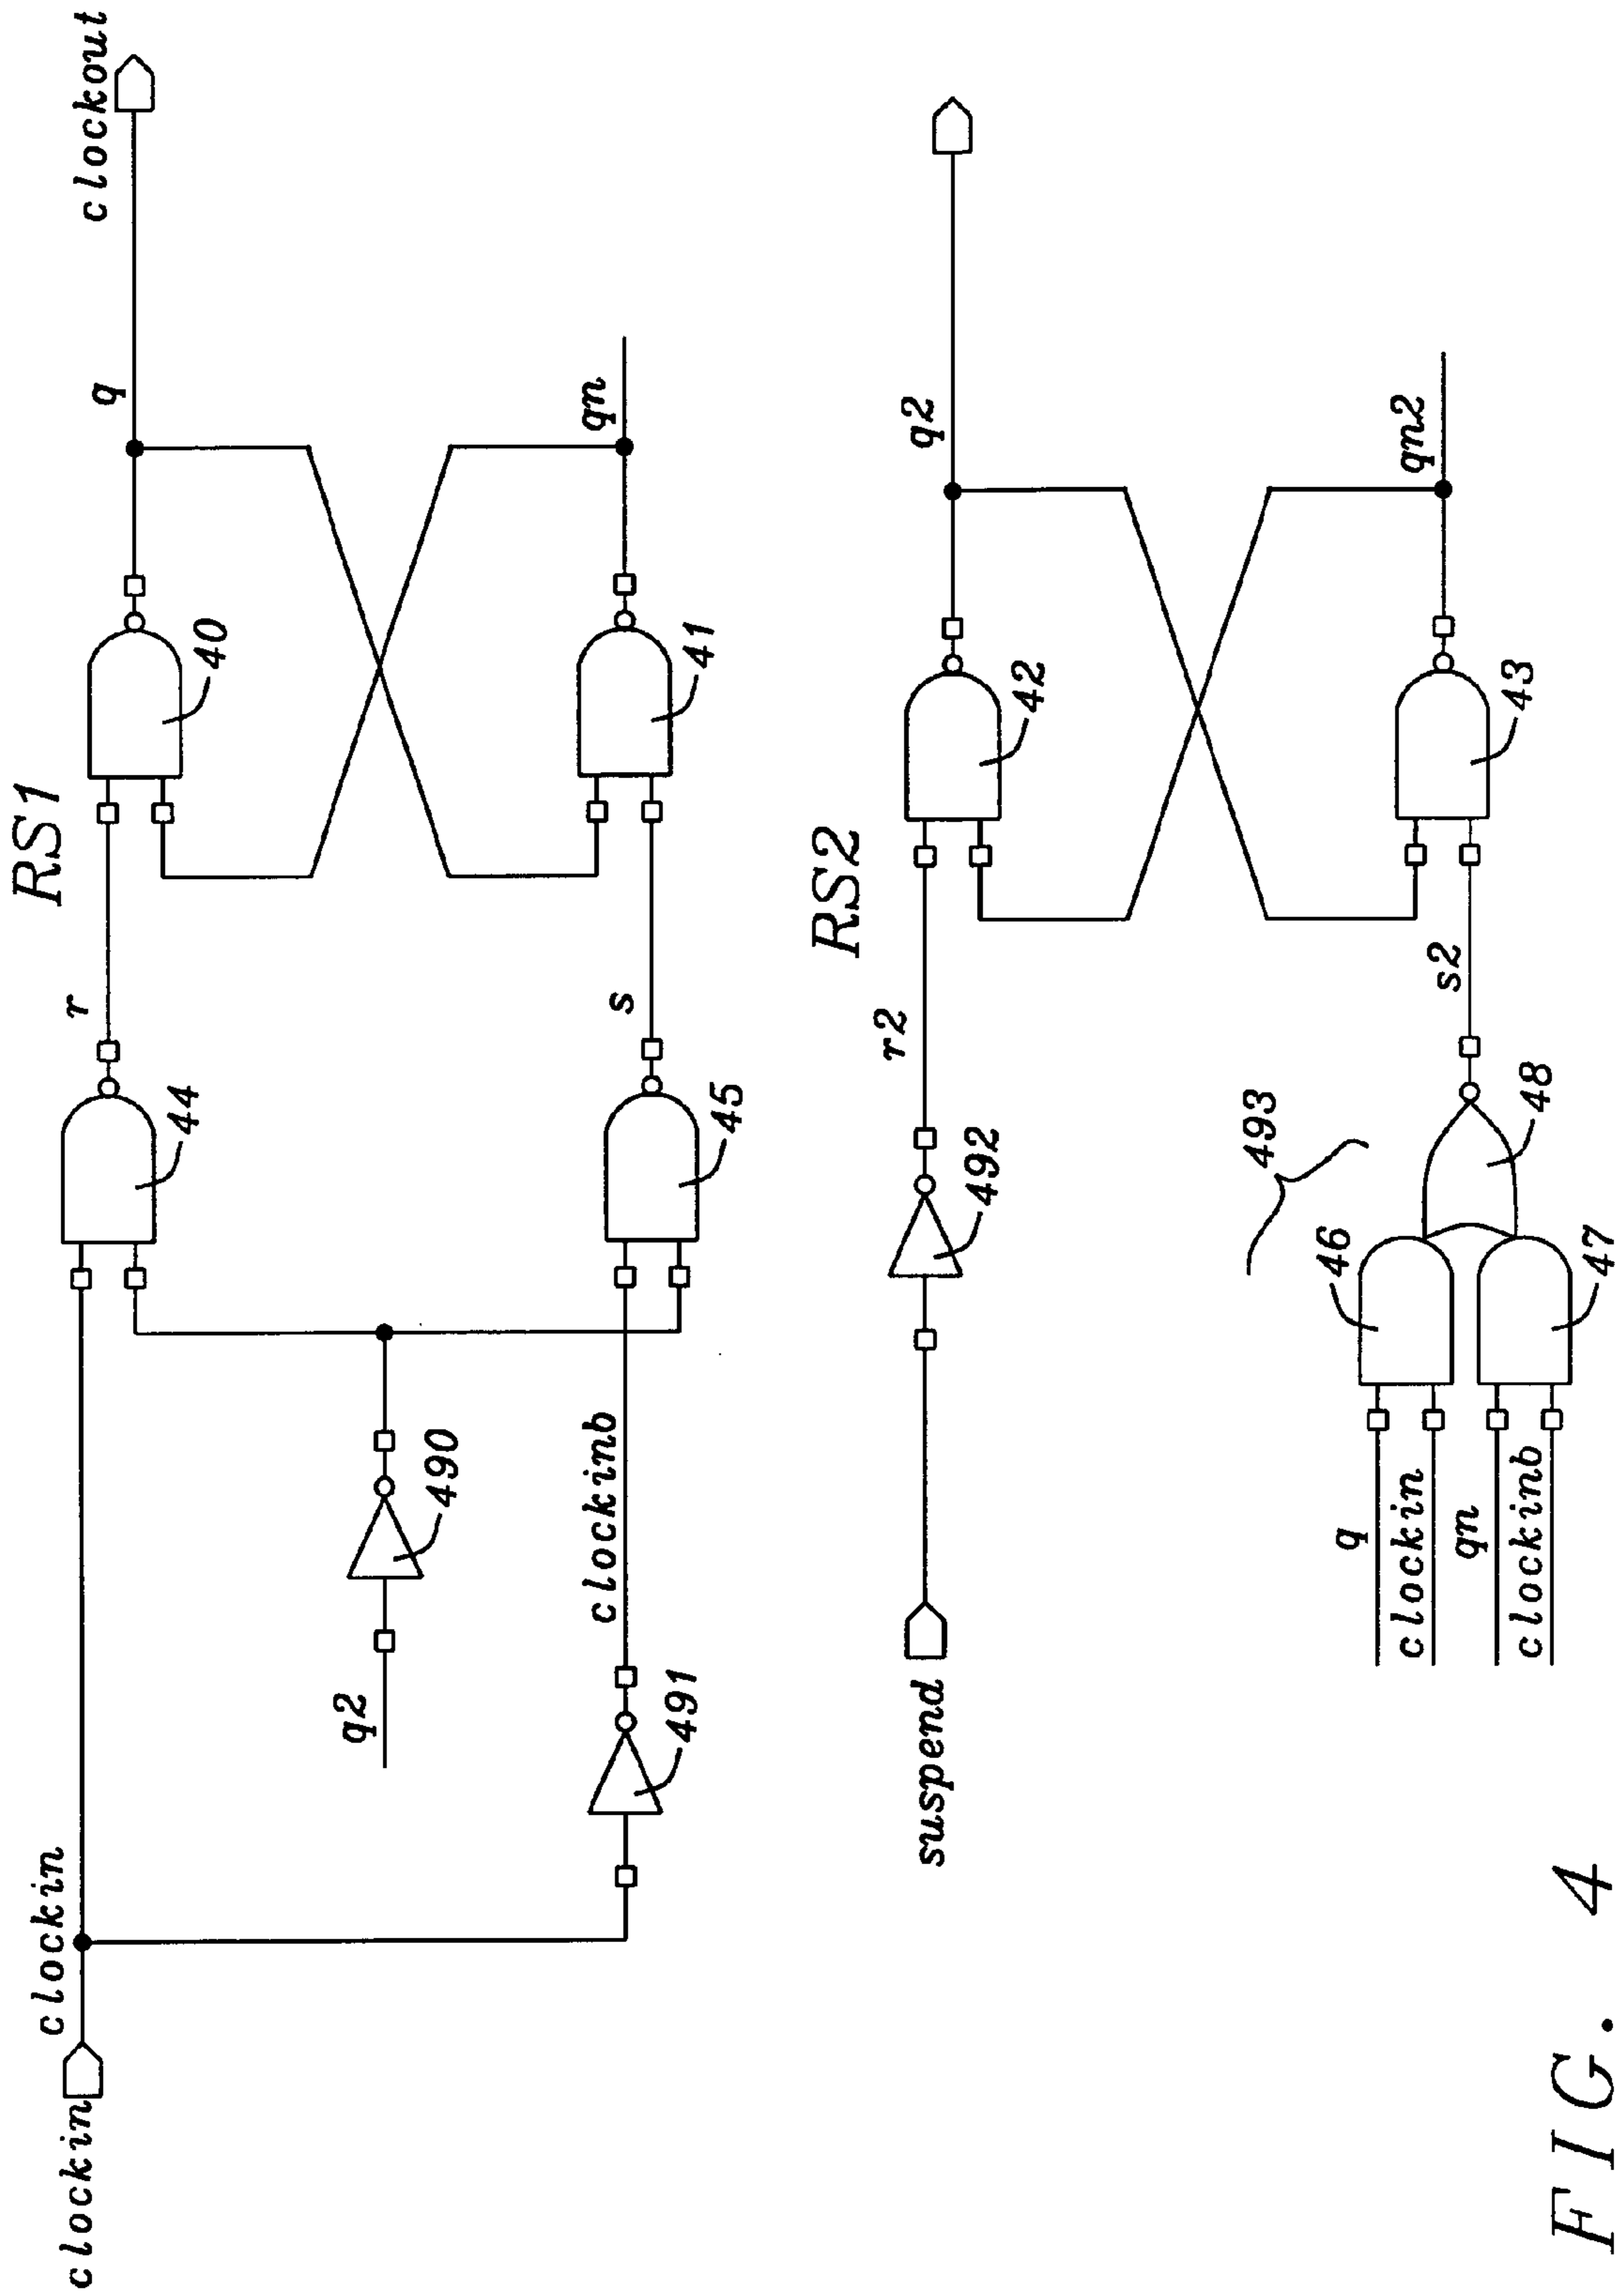 clockin
clockin
q2
490
491
clockinb
44
45
r
s
RS1
40
41
q
qn
clockout
suspend
492
r2
RS2
42
43
q2
qn2
q
clockin
qn
clockinb
46
47
493
48
s2
FIG. 4